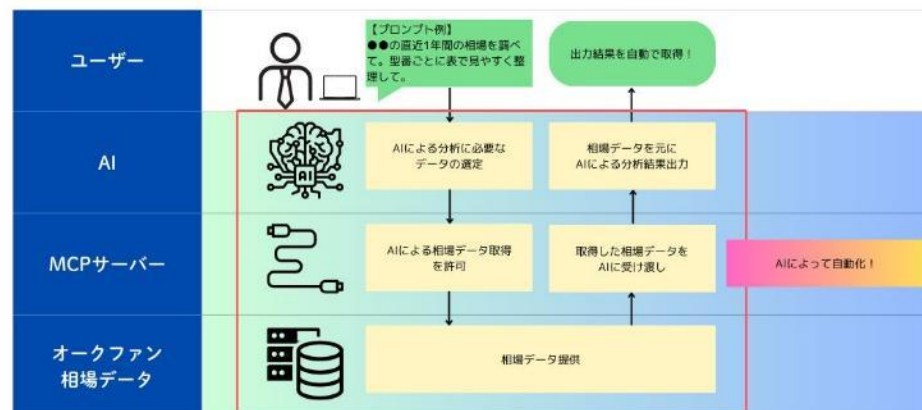 ユーザー
【プロンプト例】
●●の直近1年間の相場を調べ
て。型番ごとに表で見やすく整
理して。
出力結果を自動で取得！
AI
AI
AIによる分析に必要な
データの選定
相場データを元に
AIによる分析結果出力
MCPサーバー
AIによる相場データ取得
を許可
取得した相場データを
AIに受け渡し
AIによって自動化！
オークファン
相場データ
相場データ提供